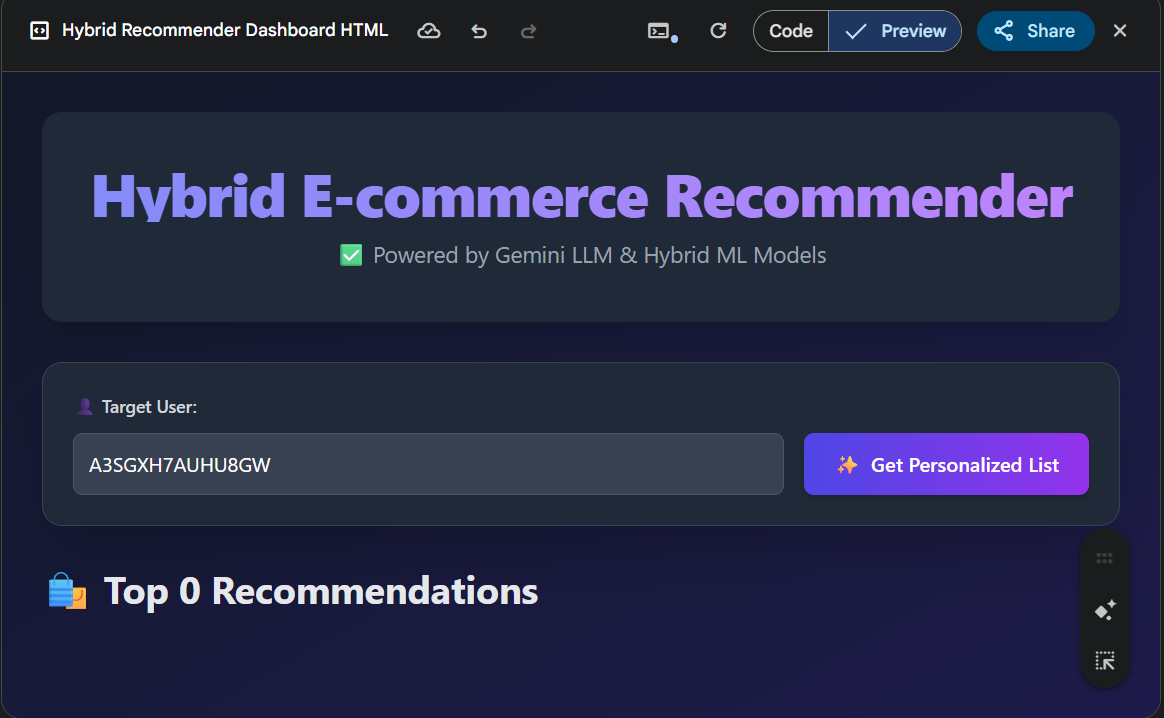 Hybrid Recommender Dashboard HTML
Code
Preview
Share
Hybrid E-commerce Recommender
Powered by Gemini LLM & Hybrid ML Models
Target User:
A3SGXH7AUHU8GW
Get Personalized List
Top 0 Recommendations